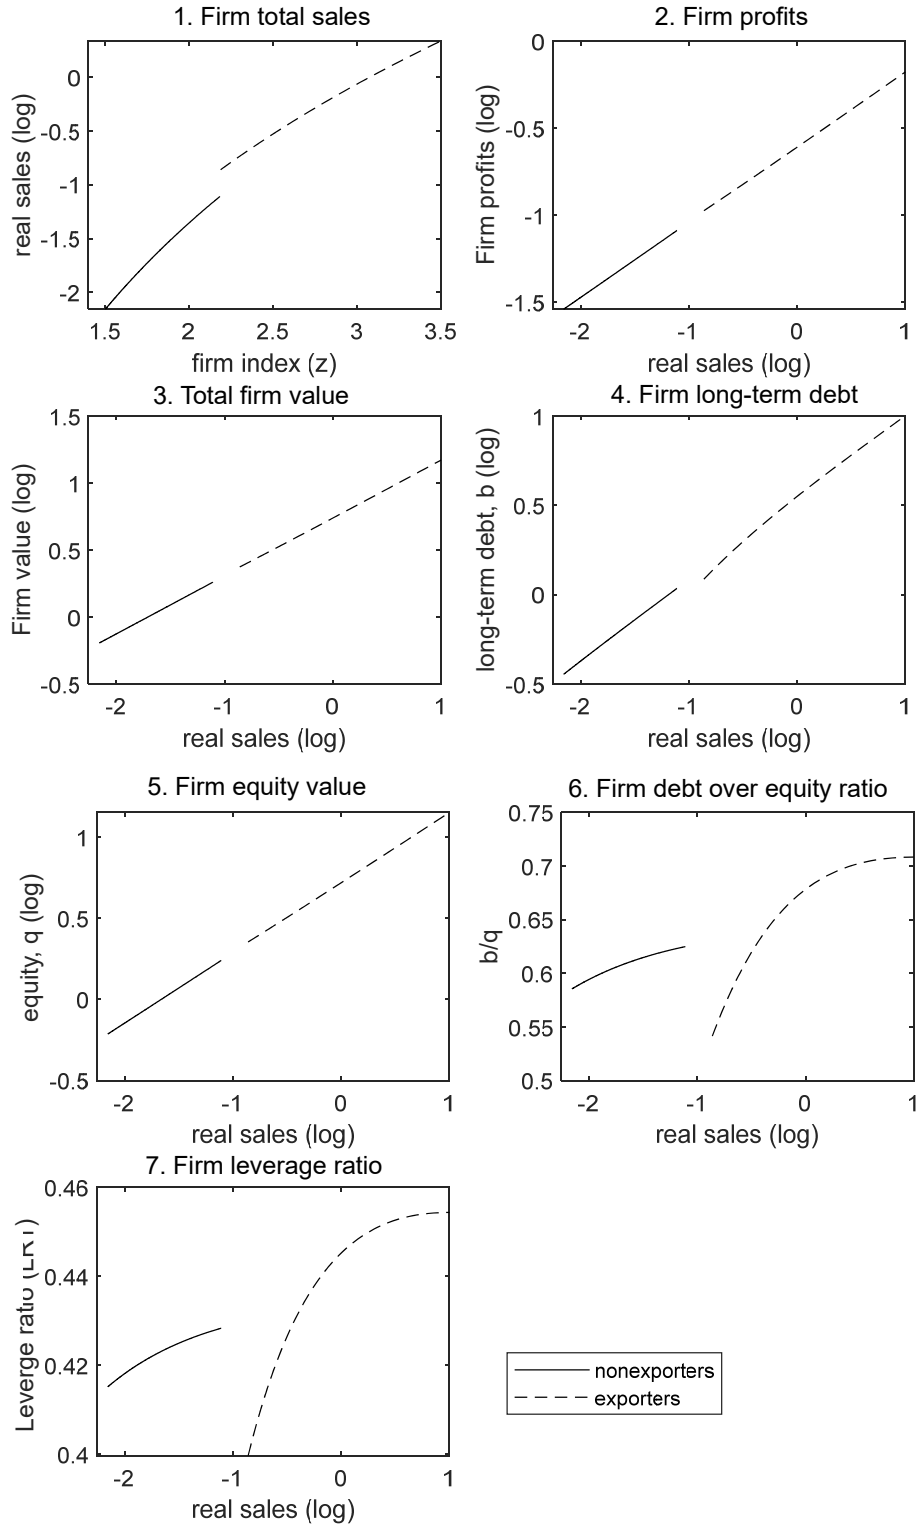 1. Firm total sales
real sales (log)
0
-0.5
-1
-1.5
-2
1.5 2 2.5 3 3.5
firm index (z)
2. Firm profits
Firm profits (log)
0
-0.5
-1
-1.5
-2 -1 0 1
real sales (log)
3. Total firm value
Firm value (log)
1.5
1
0.5
0
-0.5
-2 -1 0 1
real sales (log)
4. Firm long-term debt
long-term debt, b (log)
1
0.5
0
-0.5
-2 -1 0 1
real sales (log)
5. Firm equity value
equity, q (log)
1
0.5
0
-0.5
-2 -1 0 1
real sales (log)
6. Firm debt over equity ratio
b/q
0.75
0.7
0.65
0.6
0.55
0.5
-2 -1 0 1
real sales (log)
7. Firm leverage ratio
Leverge ratio
0.46
0.44
0.42
0.4
-2 -1 0 1
real sales (log)
nonexporters
exporters